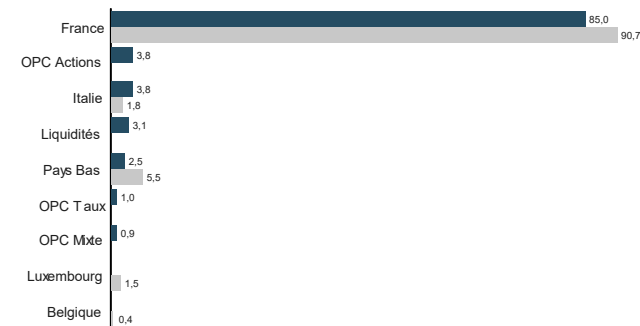 France 85,0
90,7
OPC Actions 3,8
Italie 3,8
1,8
Liquidités 3,1
Pays Bas 2,5
5,5
OPC Taux 1,0
OPC Mixte 0,9
Luxembourg 1,5
Belgique 0,4